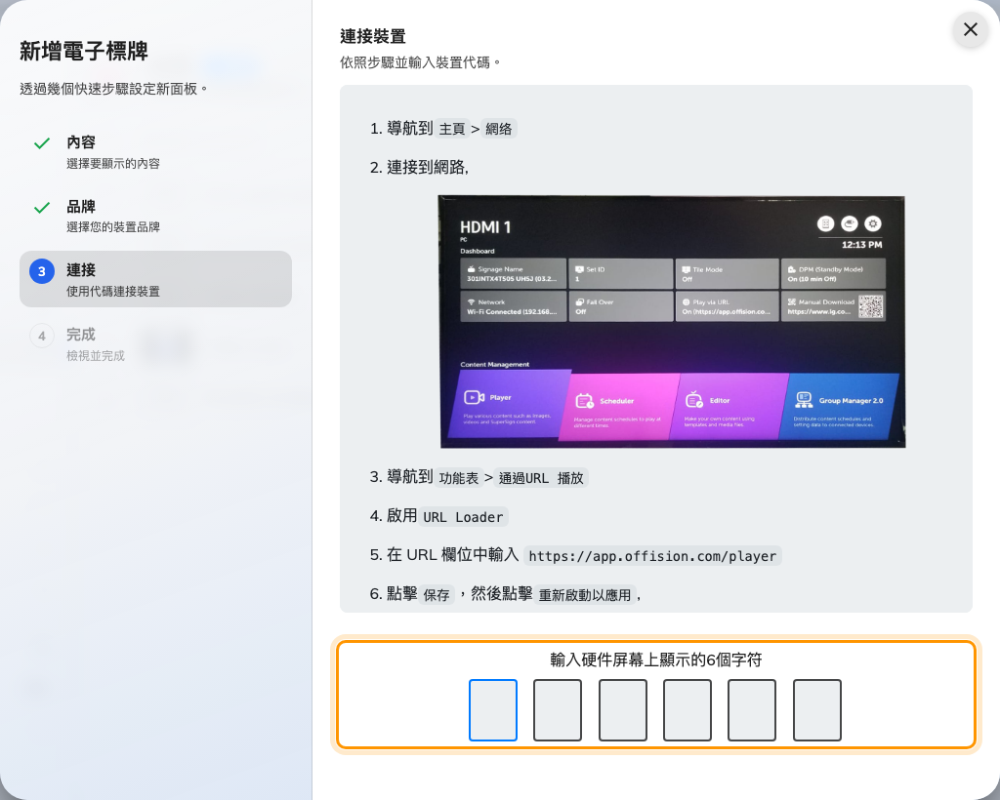 新增電子標牌
透過幾個快速步驟設定新面板。
內容
選擇要顯示的內容
品牌
選擇您的裝置品牌
3
連接
使用代碼連接裝置
4
完成
檢視並完成
連接裝置
依照步驟並輸入裝置代碼。
1. 導航到 主頁 > 網络
2. 連接到網路,
HDMI 1
PC
12:13 PM
Dashboard
Signage Name
301INTX4T505 UH5J (03.2...
Set ID
1
Tile Mode
Off
DPM (Standby Mode)
On (10 min Off)
Network
Wi-Fi Connected (192.168....
Fail Over
Off
Play via URL
On (https://app.offision.co...
Manual Download
https://www.lg.co...
Content Management
Player
Play various content such as images,
videos and SuperSign content.
Scheduler
Manage content schedules to play at
different times.
Editor
Make your own content using
templates and media files.
Group Manager 2.0
Distribute content schedules and
setting data to connected devices.
3. 導航到 功能表 > 通過URL 播放
4. 啟用 URL Loader
5. 在 URL 欄位中輸入 https://app.offision.com/player
6. 點擊 保存 ，然後點擊 重新啟動以應用 ,
輸入硬件屏幕上顯示的6個字符